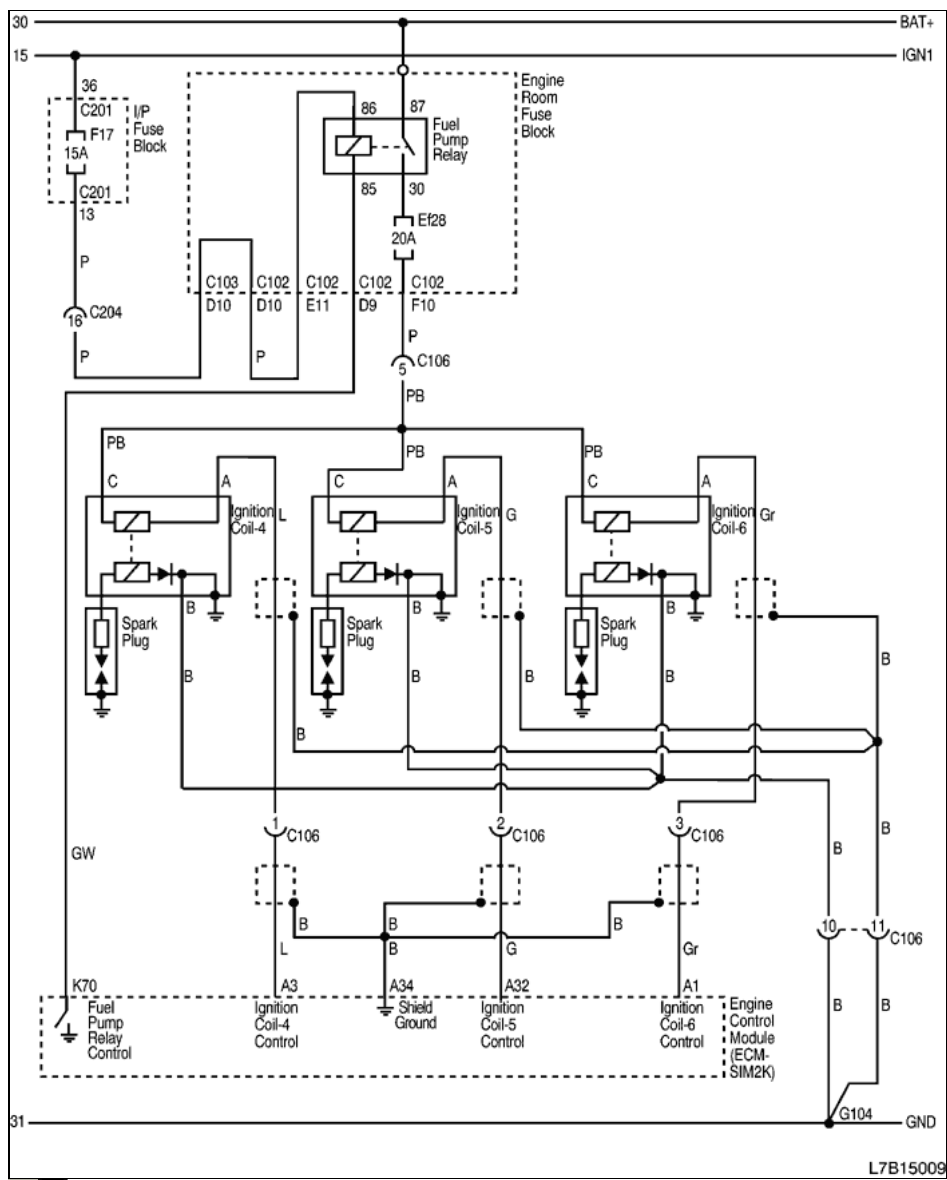 30 BAT+
15 IGN1
36
C201
F17
15A
C201
13
I/P
Fuse
Block
Engine
Room
Fuse
Block
86 87
Fuel
Pump
Relay
85 30
Ef28
20A
C103 C102 C102 C102 C102
D10 D10 E11 D9 F10
P
16 C204
P
P
P
5 C106
PB
PB
PB
PB
C A
Ignition
Coil-4
L
C A
Ignition
Coil-5
G
C A
Ignition
Coil-6
Gr
B
B
B
Spark
Plug
Spark
Plug
Spark
Plug
B
B
B
B
B
B
1 C106
2 C106
3 C106
GW
B
B
B
B
B
B
L
G
Gr
10 11
C106
B
B
K70 A3 A34 A32 A1
Fuel
Pump
Relay
Control
Ignition
Coil-4
Control
Shield
Ground
Ignition
Coil-5
Control
Ignition
Coil-6
Control
Engine
Control
Module
(ECM-
SIM2K)
G104
31 GND
L7B15009